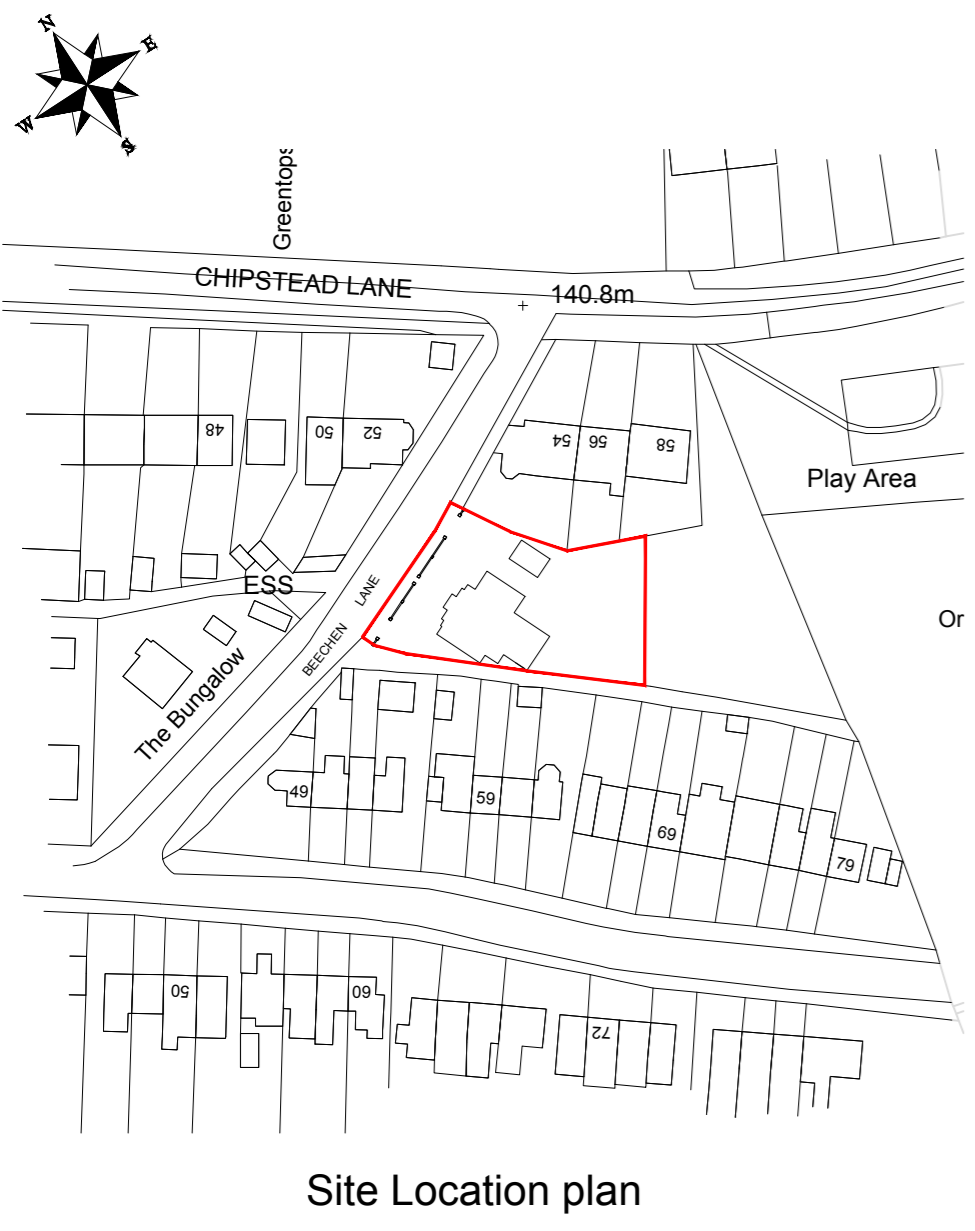 N
E
W
S
Greentops
CHIPSTEAD LANE
140.8m
48
50
52
54
56
58
Play Area
ESS
BEECHEN LANE
The Bungalow
Or
49
59
69
79
50
60
72
Site Location plan